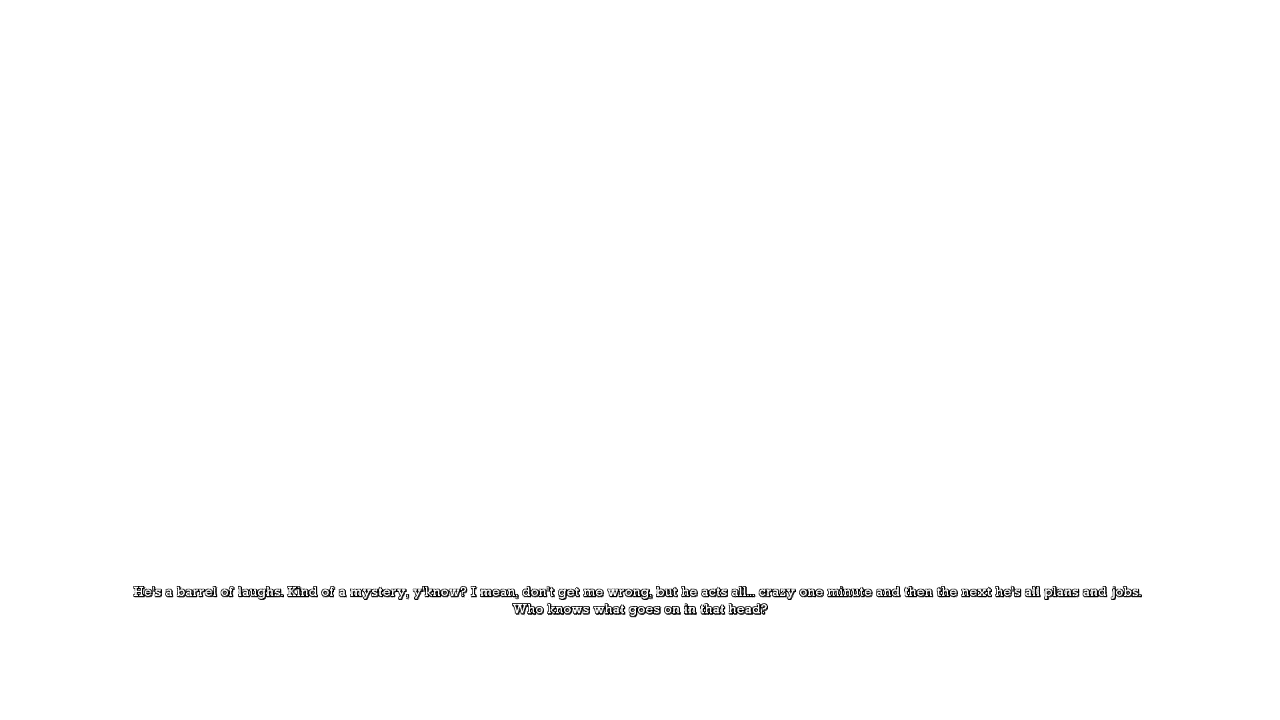 He's a barrel of laughs. Kind of a mystery, y'know? I mean, don't get me wrong, but he acts all... crazy one minute and then the next he's all plans and jobs.
Who knows what goes on in that head?